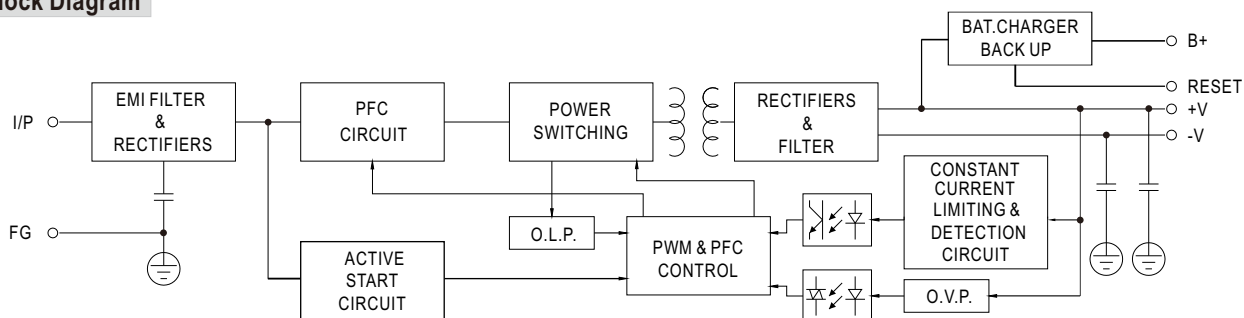 lock Diagram
BAT.CHARGER
BACK UP
B+
RESET
+V
-V
I/P
EMI FILTER
&
RECTIFIERS
PFC
CIRCUIT
POWER
SWITCHING
RECTIFIERS
&
FILTER
FG
O.L.P.
PWM & PFC
CONTROL
CONSTANT
CURRENT
LIMITING &
DETECTION
CIRCUIT
ACTIVE
START
CIRCUIT
O.V.P.